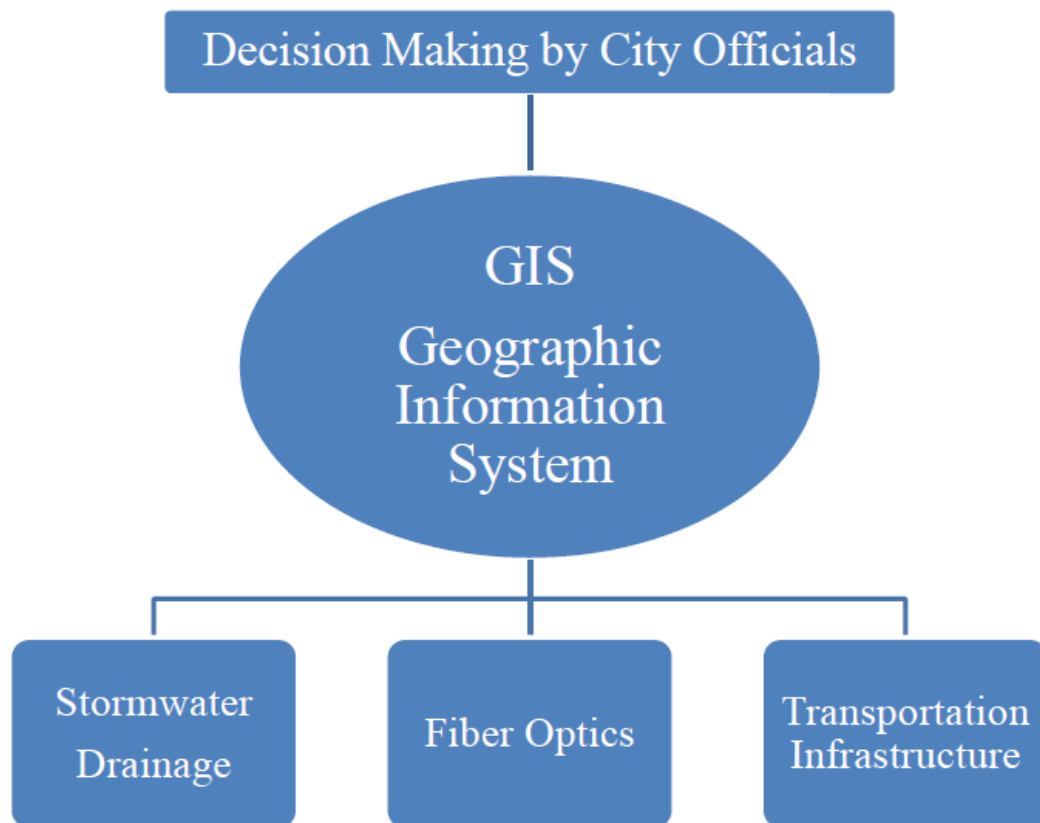 Decision Making by City Officials
GIS
Geographic
Information
System
Stormwater
Drainage
Fiber Optics
Transportation
Infrastructure